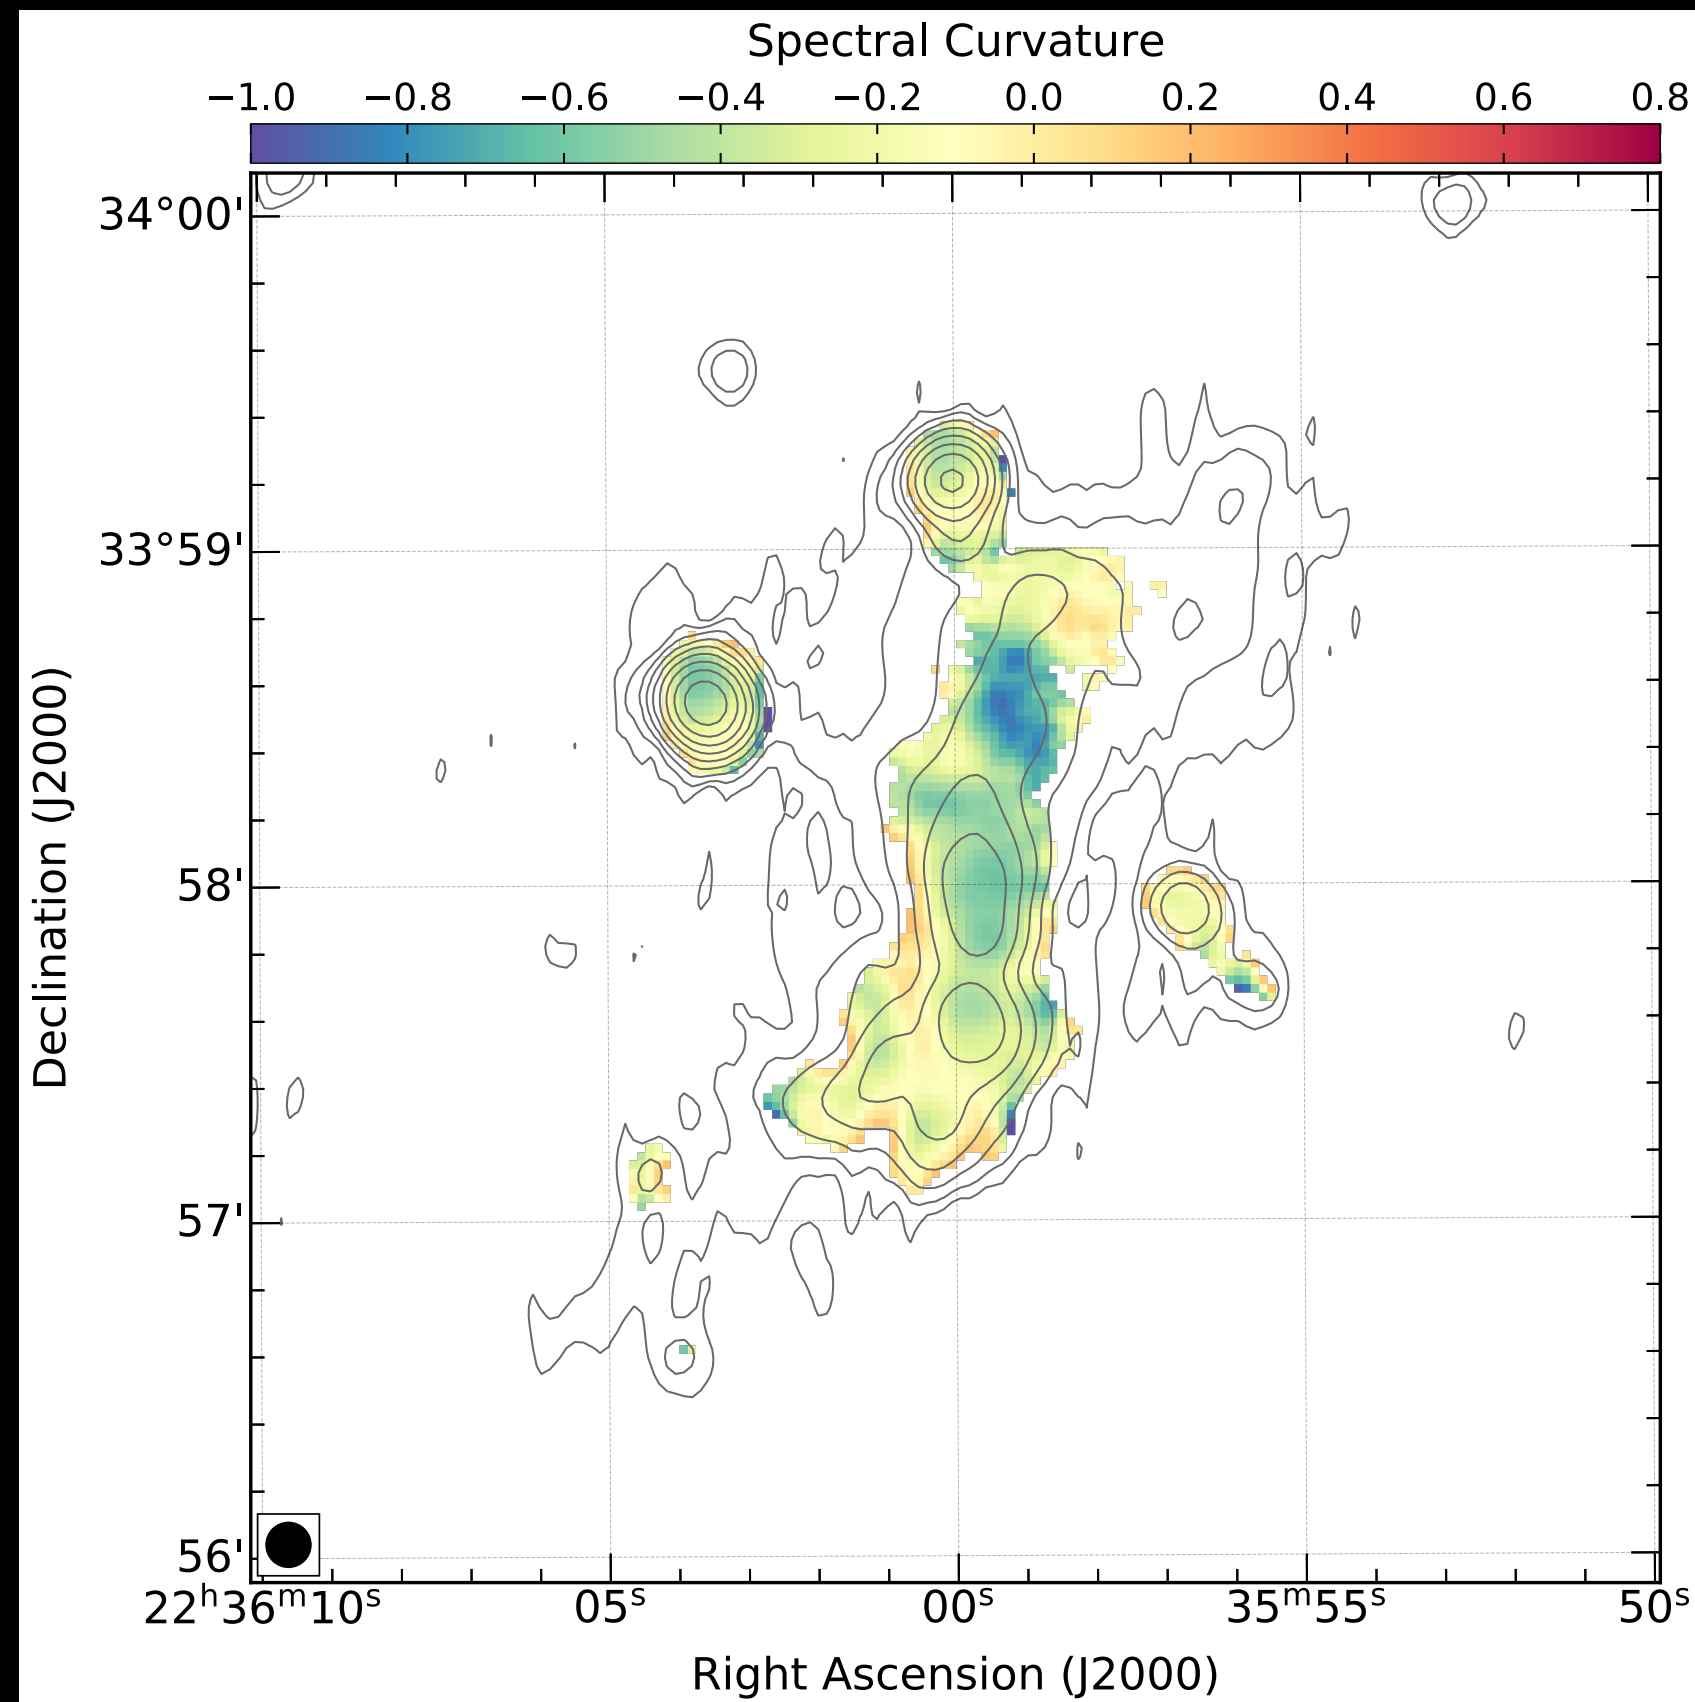 Spectral Curvature
−1.0 −0.8 −0.6 −0.4 −0.2 0.0 0.2 0.4 0.6 0.8
34°00'
33°59'
58'
57'
56'
Declination (J2000)
22ʰ36ᵐ10ˢ 05ˢ 00ˢ 35ᵐ55ˢ 50ˢ
Right Ascension (J2000)